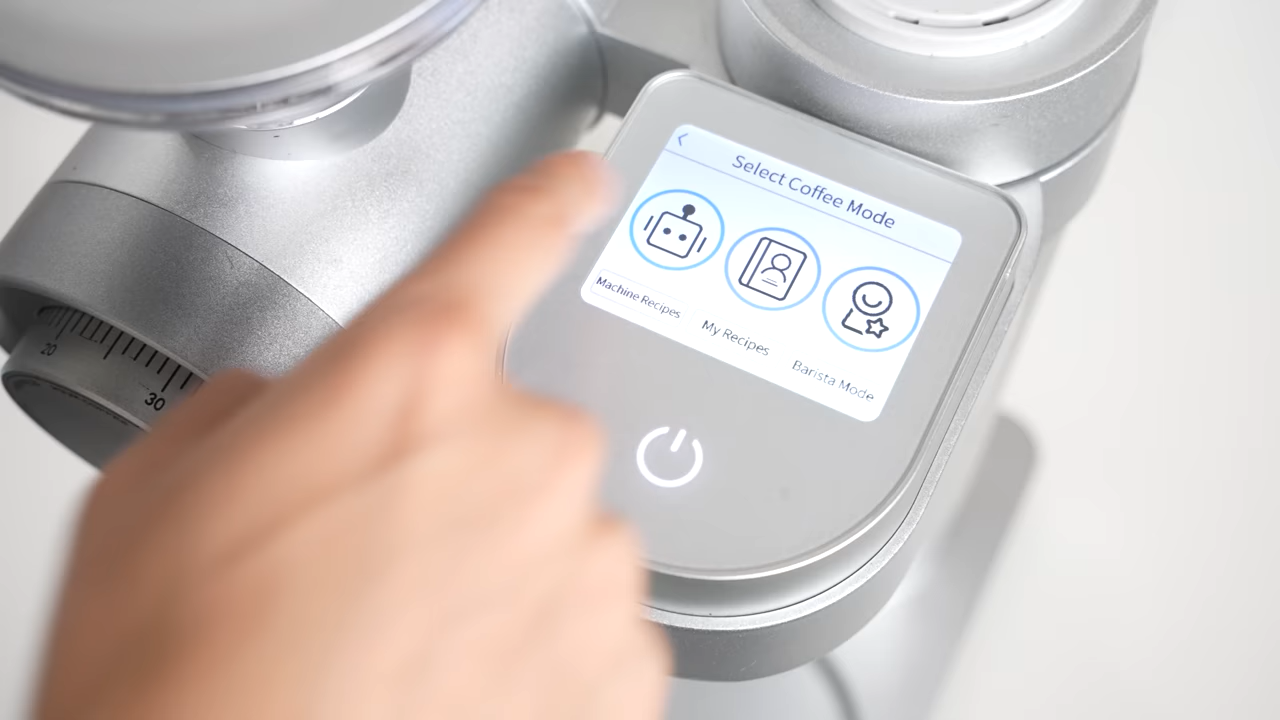 Select Coffee Mode
Machine Recipes
My Recipes
Barista Mode
20
30